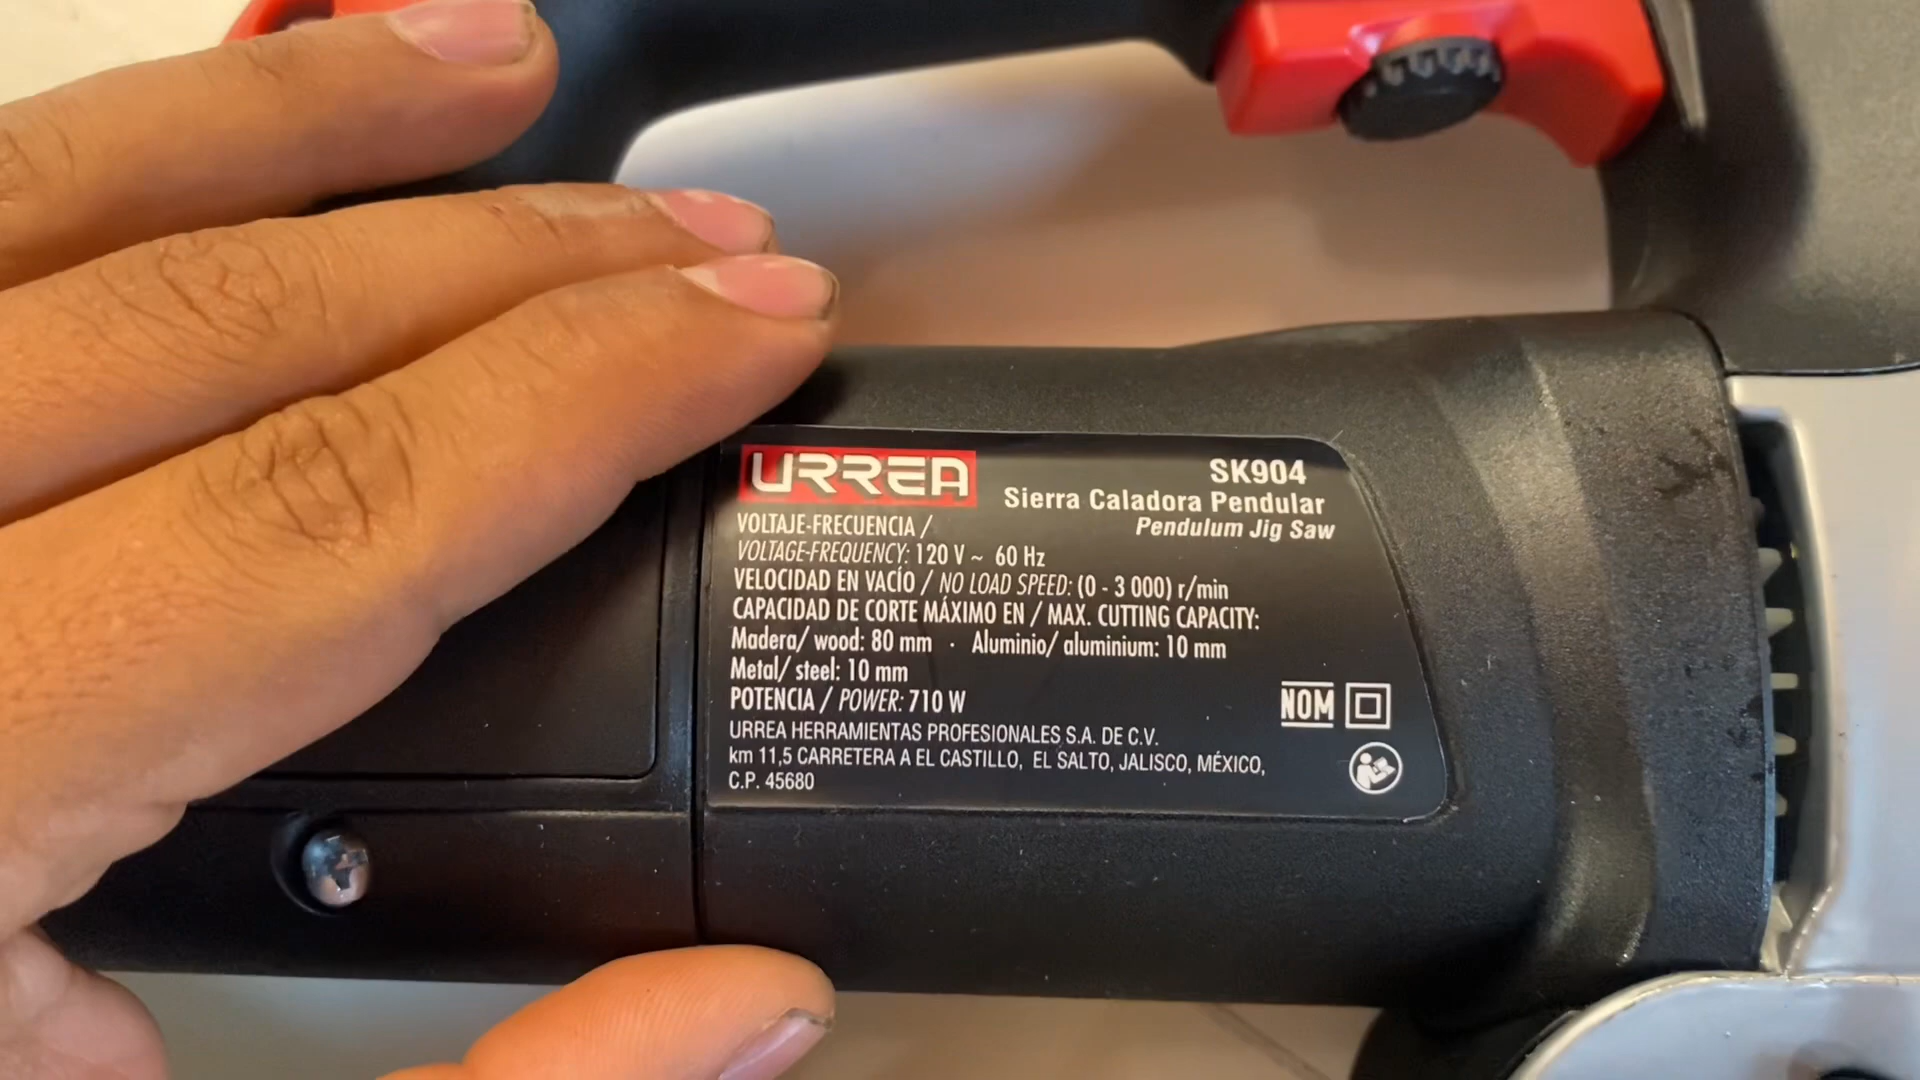 URREA
SK904
Sierra Caladora Pendular
Pendulum Jig Saw
VOLTAJE-FRECUENCIA /
VOLTAGE-FREQUENCY: 120 V ~ 60 Hz
VELOCIDAD EN VACÍO / NO LOAD SPEED: (0 - 3 000) r/min
CAPACIDAD DE CORTE MÁXIMO EN / MAX. CUTTING CAPACITY:
Madera/ wood: 80 mm · Aluminio/ aluminium: 10 mm
Metal/ steel: 10 mm
POTENCIA / POWER: 710 W
NOM
URREA HERRAMIENTAS PROFESIONALES S.A. DE C.V.
km 11,5 CARRETERA A EL CASTILLO, EL SALTO, JALISCO, MÉXICO,
C.P. 45680